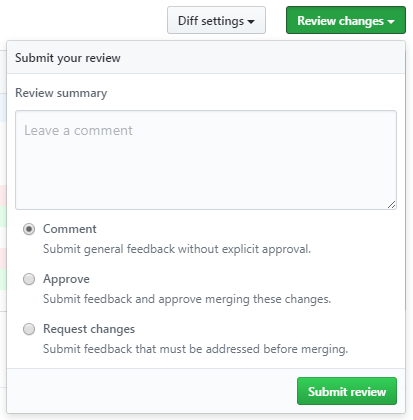 Diff settings Review changes
Submit your review
Review summary
Leave a comment
Comment
Submit general feedback without explicit approval.
Approve
Submit feedback and approve merging these changes.
Request changes
Submit feedback that must be addressed before merging.
Submit review